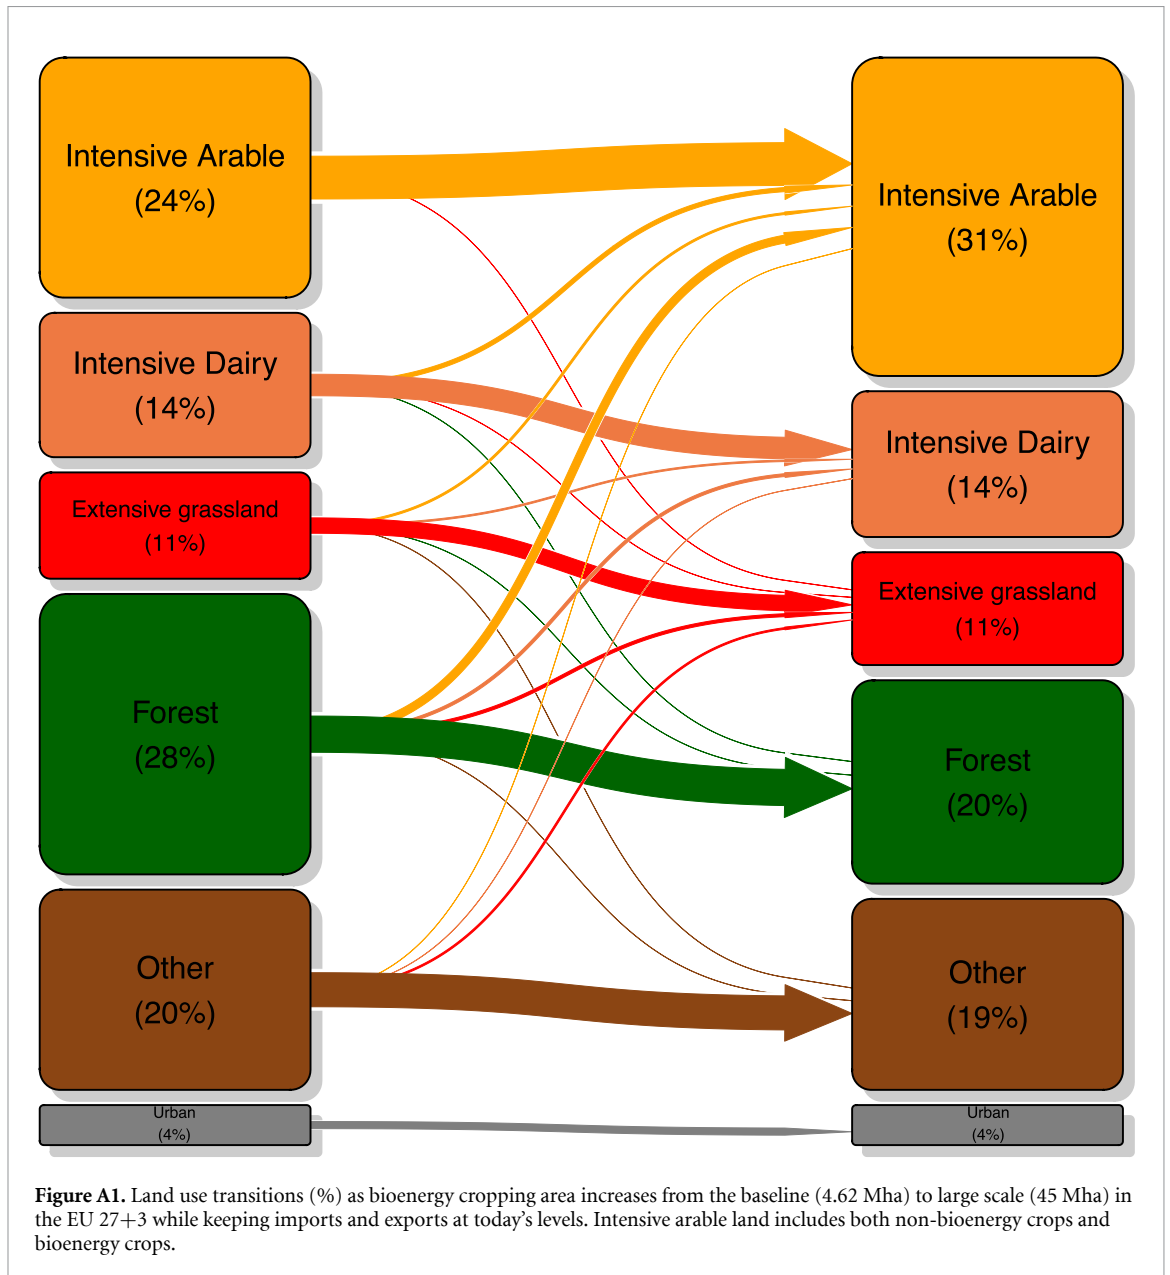 Intensive Arable
(24%)
Intensive Dairy
(14%)
Extensive grassland
(11%)
Forest
(28%)
Other
(20%)
Urban
(4%)
Intensive Arable
(31%)
Intensive Dairy
(14%)
Extensive grassland
(11%)
Forest
(20%)
Other
(19%)
Urban
(4%)
Figure A1. Land use transitions (%) as bioenergy cropping area increases from the baseline (4.62 Mha) to large scale (45 Mha) in
the EU 27+3 while keeping imports and exports at today's levels. Intensive arable land includes both non-bioenergy crops and
bioenergy crops.